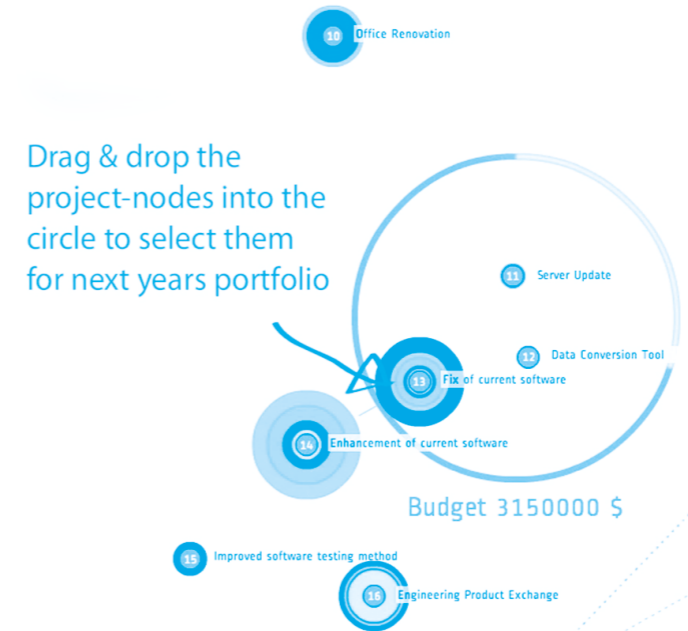 10 Office Renovation
Drag & drop the
project-nodes into the
circle to select them
for next years portfolio
11 Server Update
12 Data Conversion Tool
13 Fix of current software
14 Enhancement of current software
Budget 3150000 $
15 Improved software testing method
16 Engineering Product Exchange